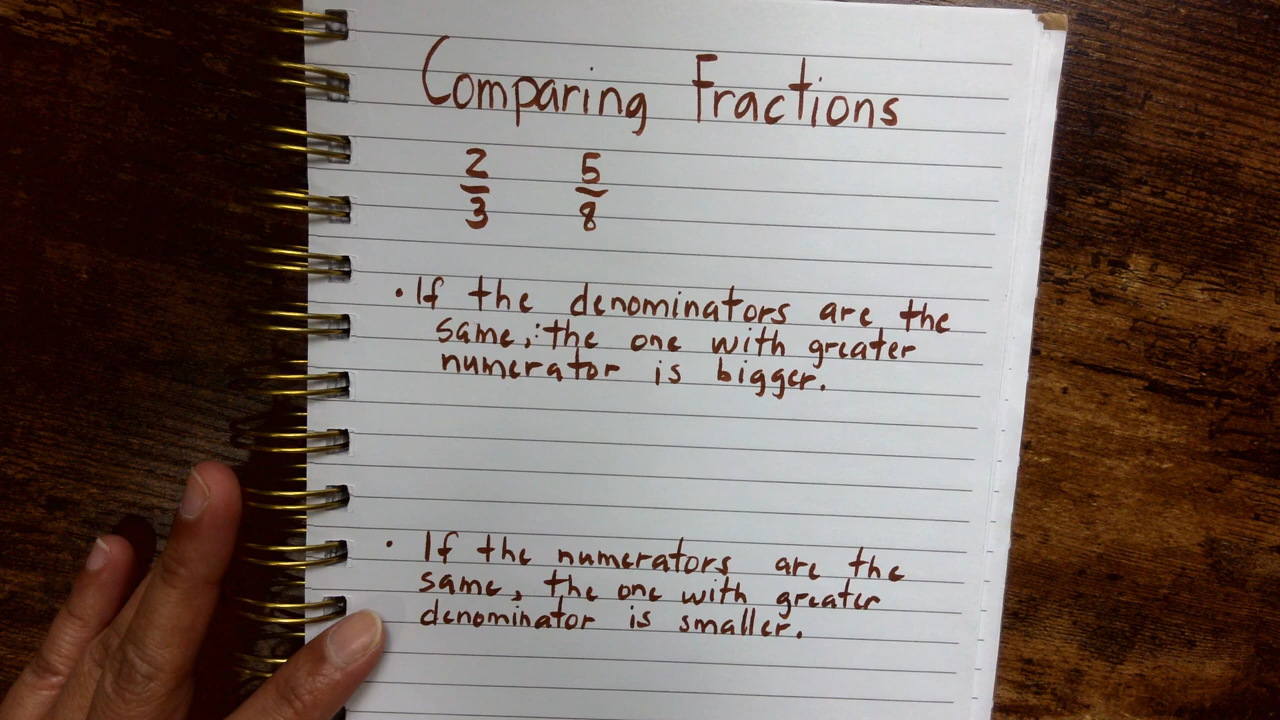 Comparing Fractions
2/3 5/8
• If the denominators are the
same, the one with greater
numerator is bigger.
• If the numerators are the
same, the one with greater
denominator is smaller.